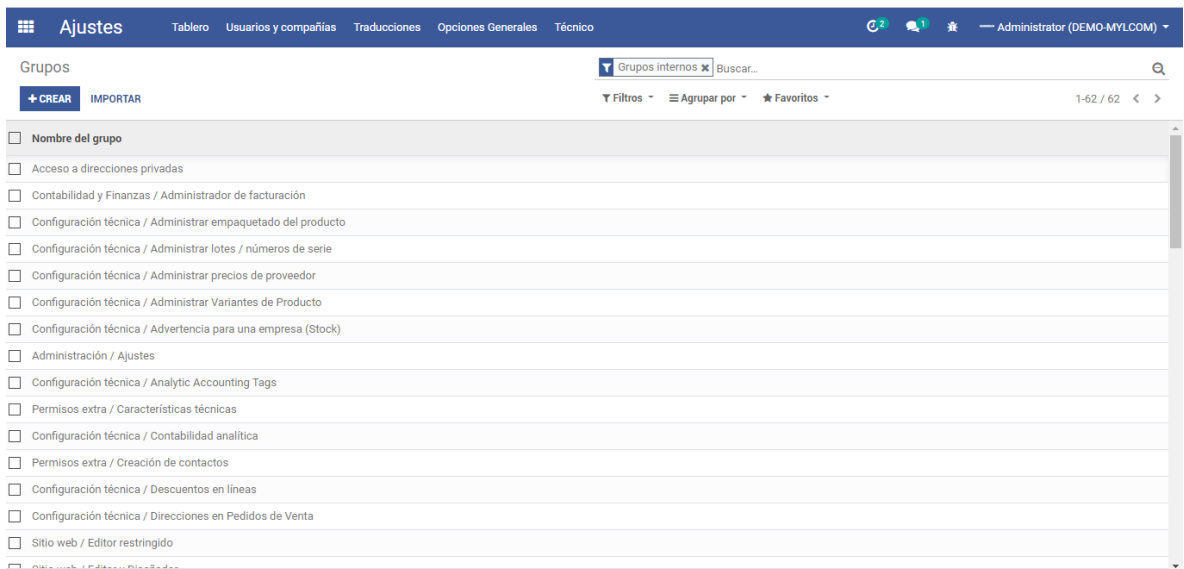 Ajustes Tablero Usuarios y compañías Traducciones Opciones Generales Técnico 2 1 Administrator (DEMO-MYLCOM)
Grupos Grupos internos Buscar...
+ CREAR IMPORTAR Filtros Agrupar por Favoritos 1-62 / 62
Nombre del grupo
Acceso a direcciones privadas
Contabilidad y Finanzas / Administrador de facturación
Configuración técnica / Administrar empaquetado del producto
Configuración técnica / Administrar lotes / números de serie
Configuración técnica / Administrar precios de proveedor
Configuración técnica / Administrar Variantes de Producto
Configuración técnica / Advertencia para una empresa (Stock)
Administración / Ajustes
Configuración técnica / Analytic Accounting Tags
Permisos extra / Características técnicas
Configuración técnica / Contabilidad analítica
Permisos extra / Creación de contactos
Configuración técnica / Descuentos en líneas
Configuración técnica / Direcciones en Pedidos de Venta
Sitio web / Editor restringido
Sitio web / Editor y Diseñador